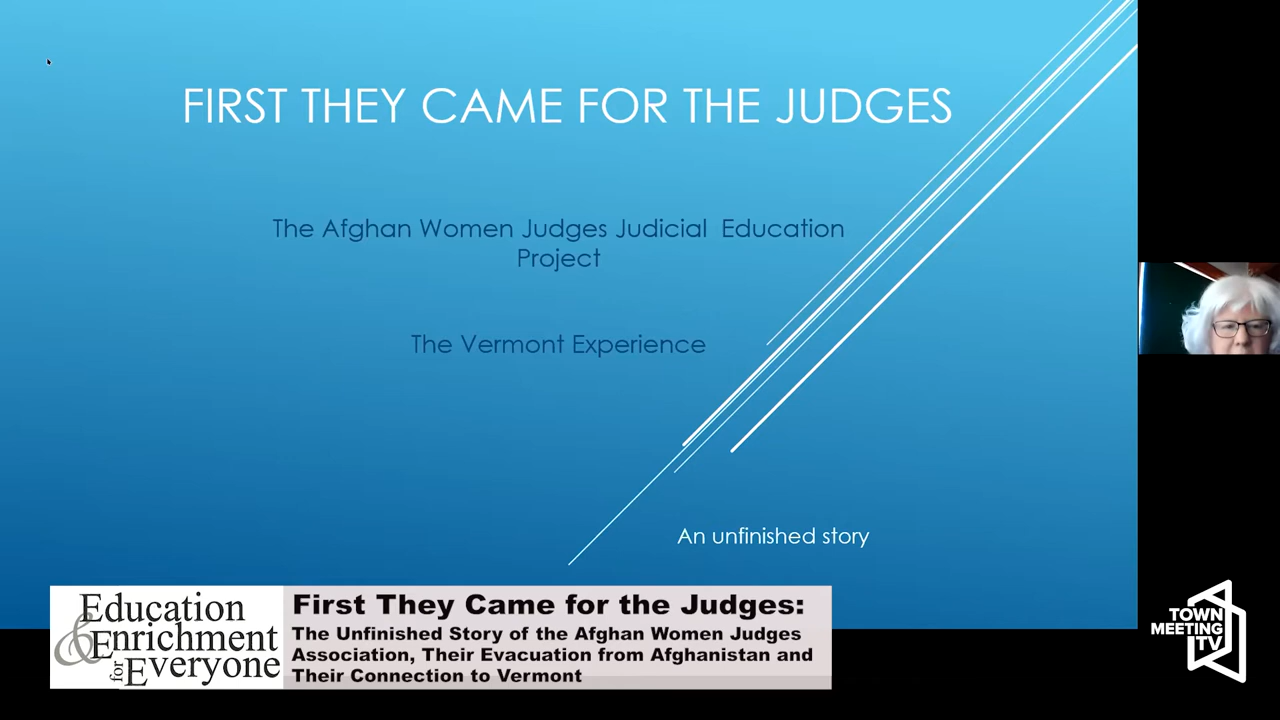 FIRST THEY CAME FOR THE JUDGES
The Afghan Women Judges Judicial Education
Project
The Vermont Experience
An unfinished story
Education
& Enrichment
for Everyone
First They Came for the Judges:
The Unfinished Story of the Afghan Women Judges
Association, Their Evacuation from Afghanistan and
Their Connection to Vermont
TOWN
MEETING
TV